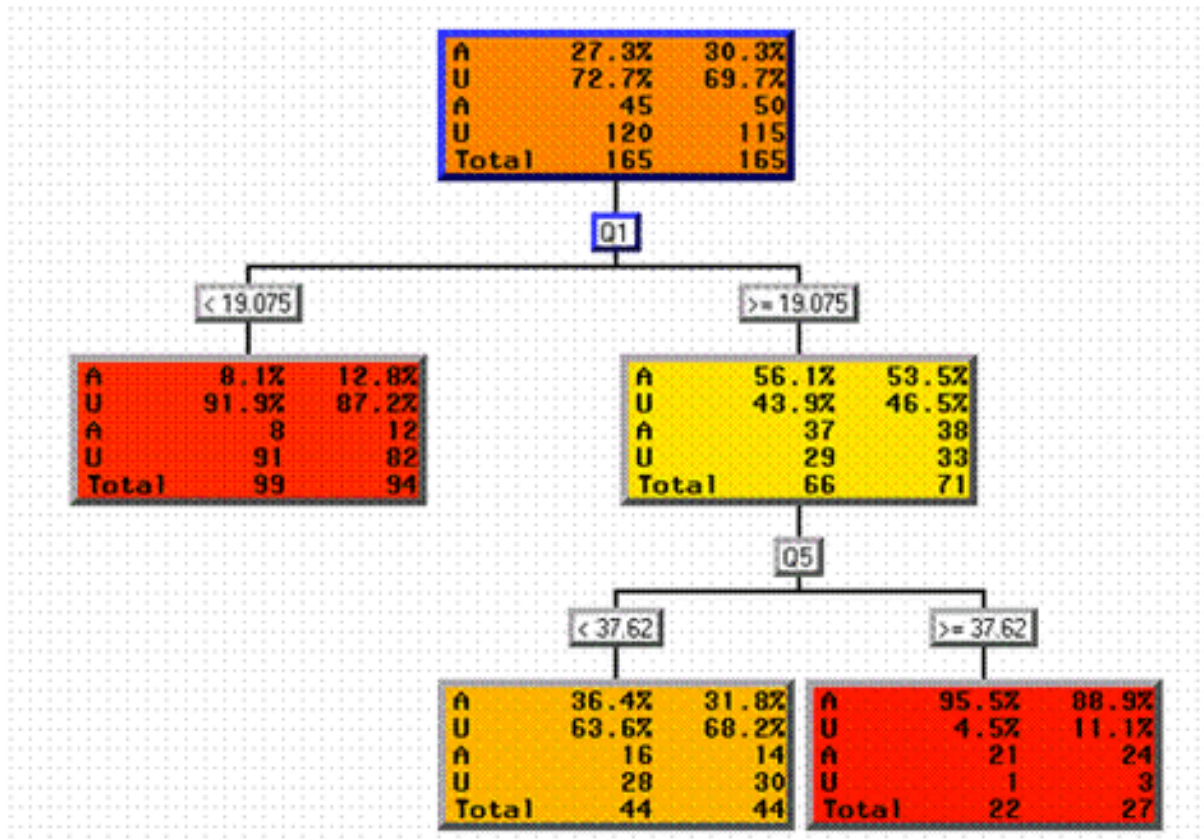 A 27.3% 30.3%
U 72.7% 69.7%
A 45 50
U 120 115
Total 165 165
Q1
< 19.075
>= 19.075
A 8.1% 12.8%
U 91.9% 87.2%
A 8 12
U 91 82
Total 99 94
A 56.1% 53.5%
U 43.9% 46.5%
A 37 38
U 29 33
Total 66 71
Q5
< 37.62
>= 37.62
A 36.4% 31.8%
U 63.6% 68.2%
A 16 14
U 28 30
Total 44 44
A 95.5% 88.9%
U 4.5% 11.1%
A 21 24
U 1 3
Total 22 27